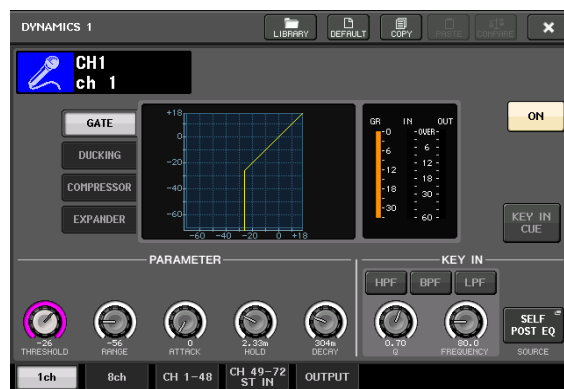 DYNAMICS 1
LIBRARY DEFAULT COPY PASTE COMPARE
CH1
ch 1
GATE
DUCKING
COMPRESSOR
EXPANDER
+18
0
-20
-40
-60
-60 -40 -20 0 +18
GR IN OUT
-0 -OVER-
-6 - 6 -
- 12 -
-12 - 18 -
-18 - 30 -
-30
- 60 -
ON
KEY IN
CUE
PARAMETER
KEY IN
HPF BPF LPF
-26 -56 0 2.33m 304m 0.70 80.0
THRESHOLD RANGE ATTACK HOLD DECAY Q FREQUENCY
SELF
POST EQ
SOURCE
1ch 8ch CH 1-48 CH 49-72
ST IN OUTPUT